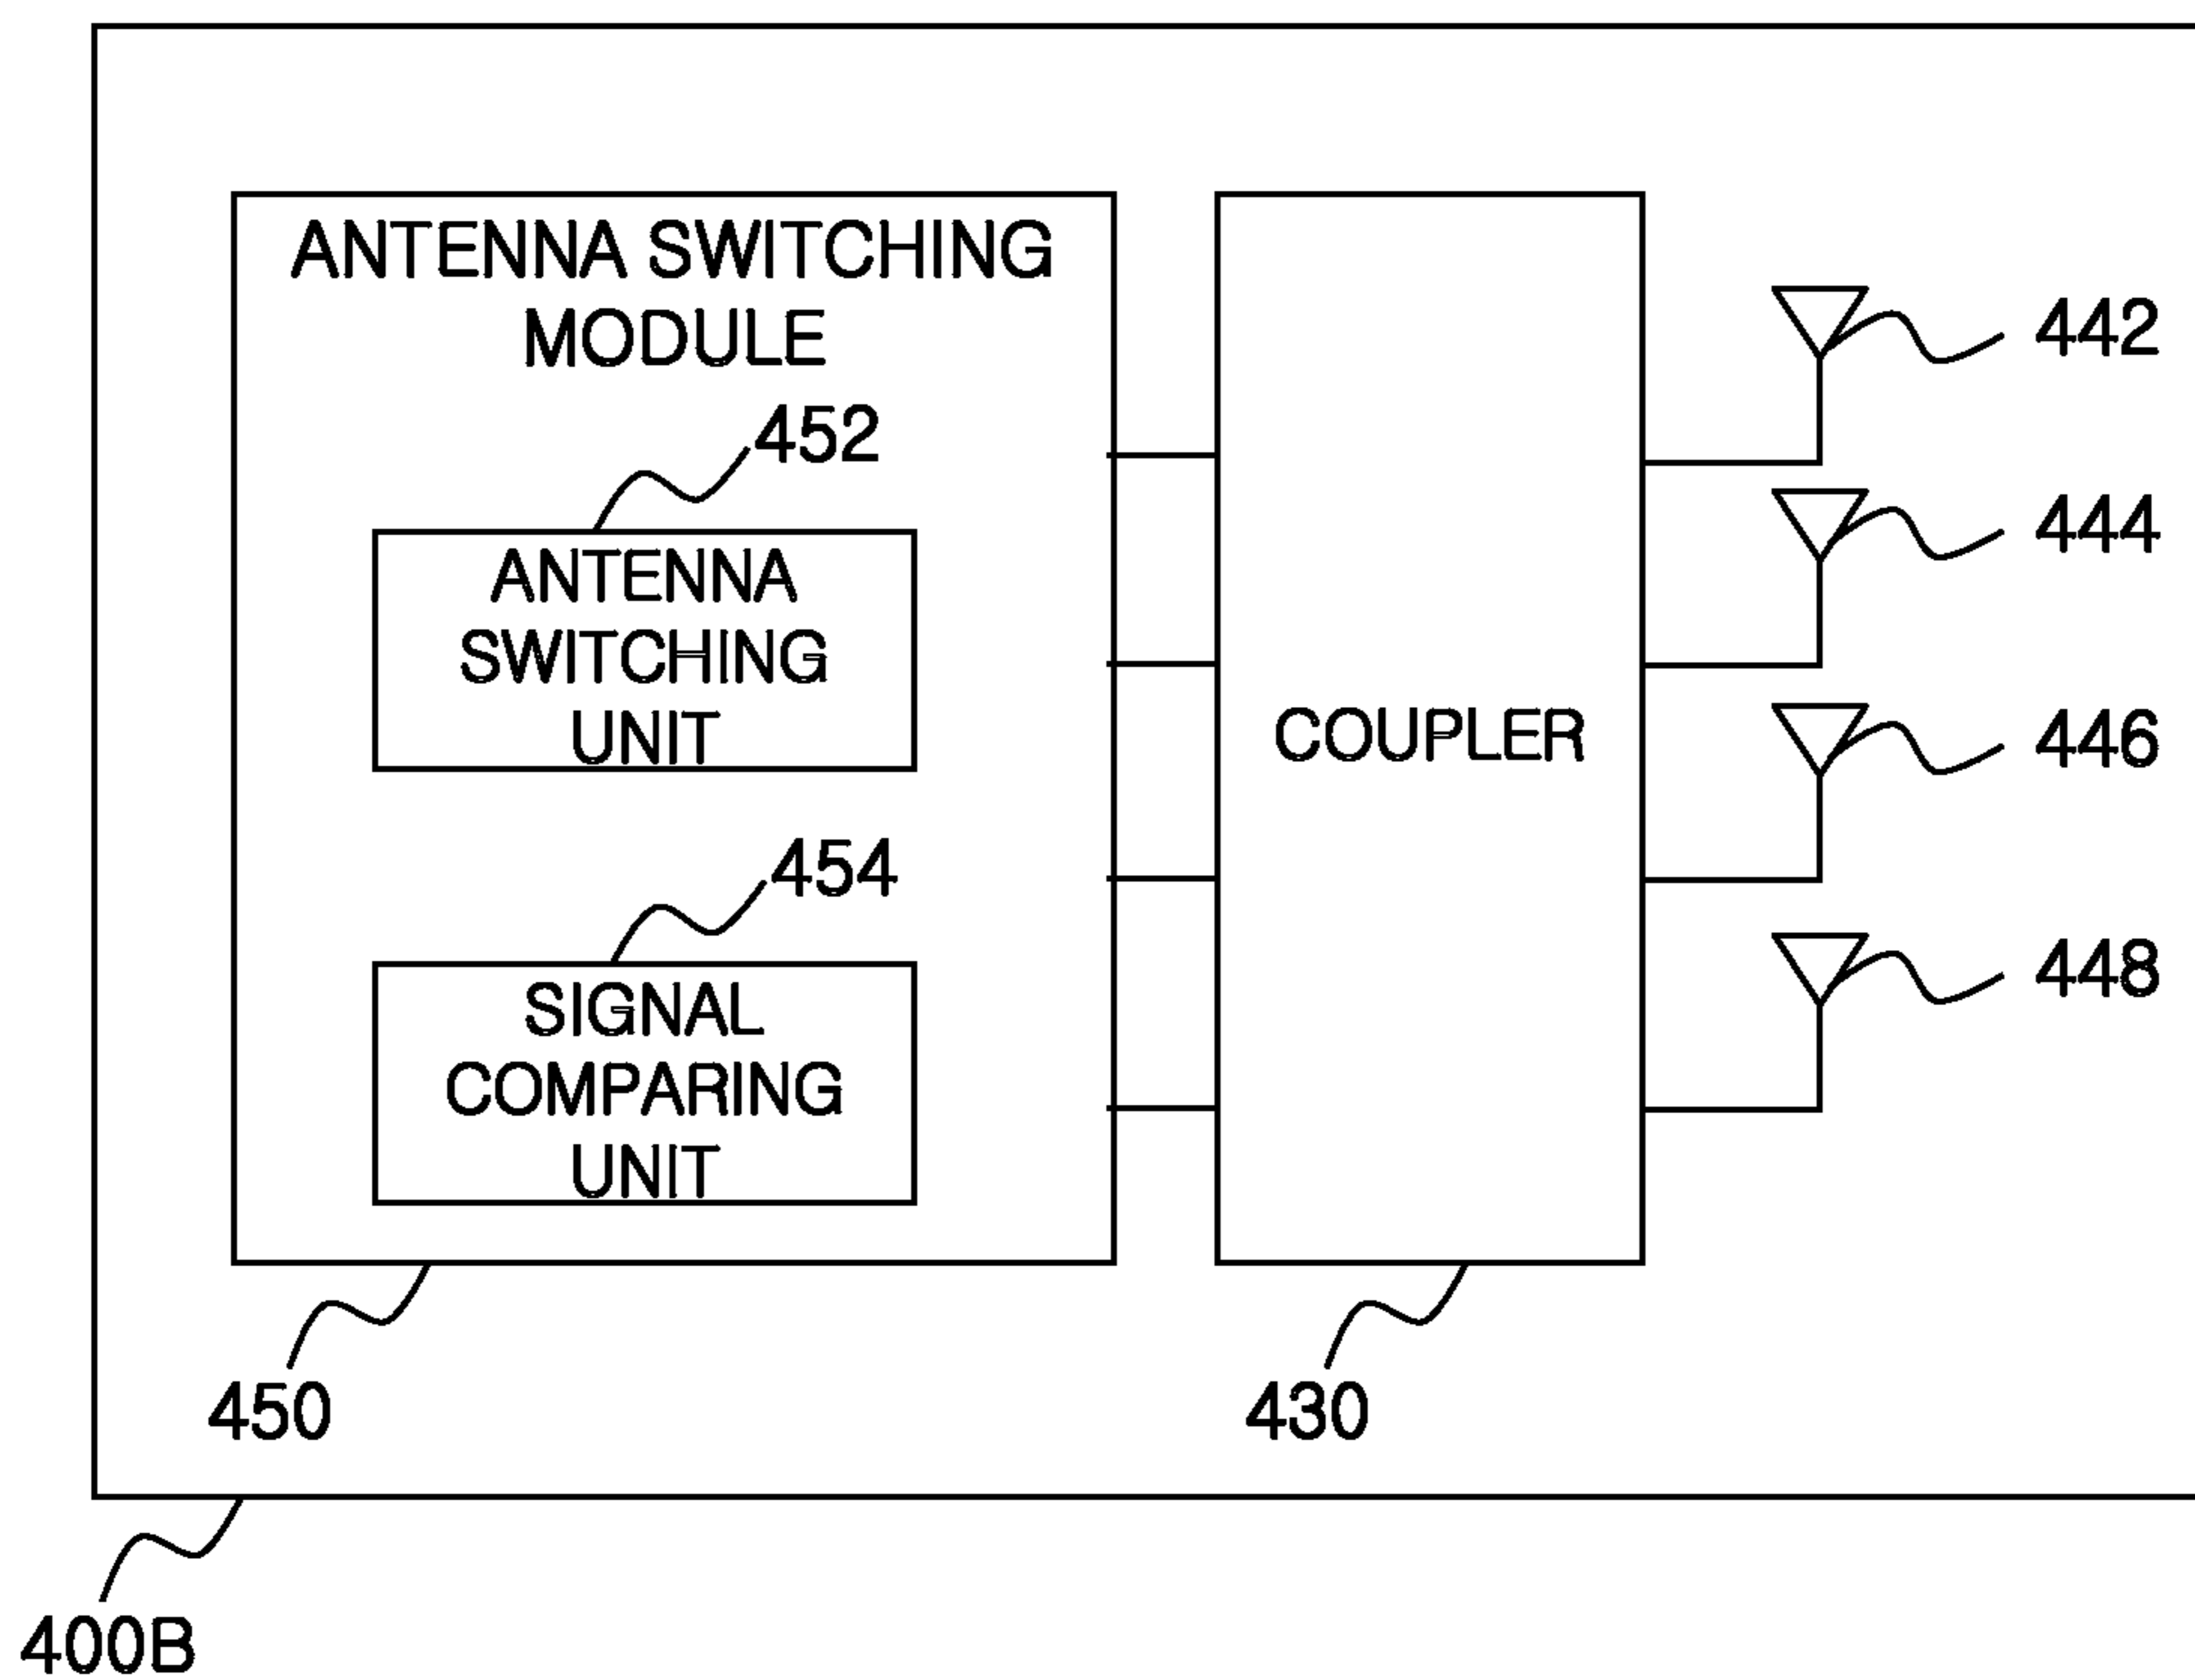 ANTENNA SWITCHING
MODULE
452
ANTENNA
SWITCHING
UNIT
454
SIGNAL
COMPARING
UNIT
COUPLER
442
444
446
448
450
430
400B